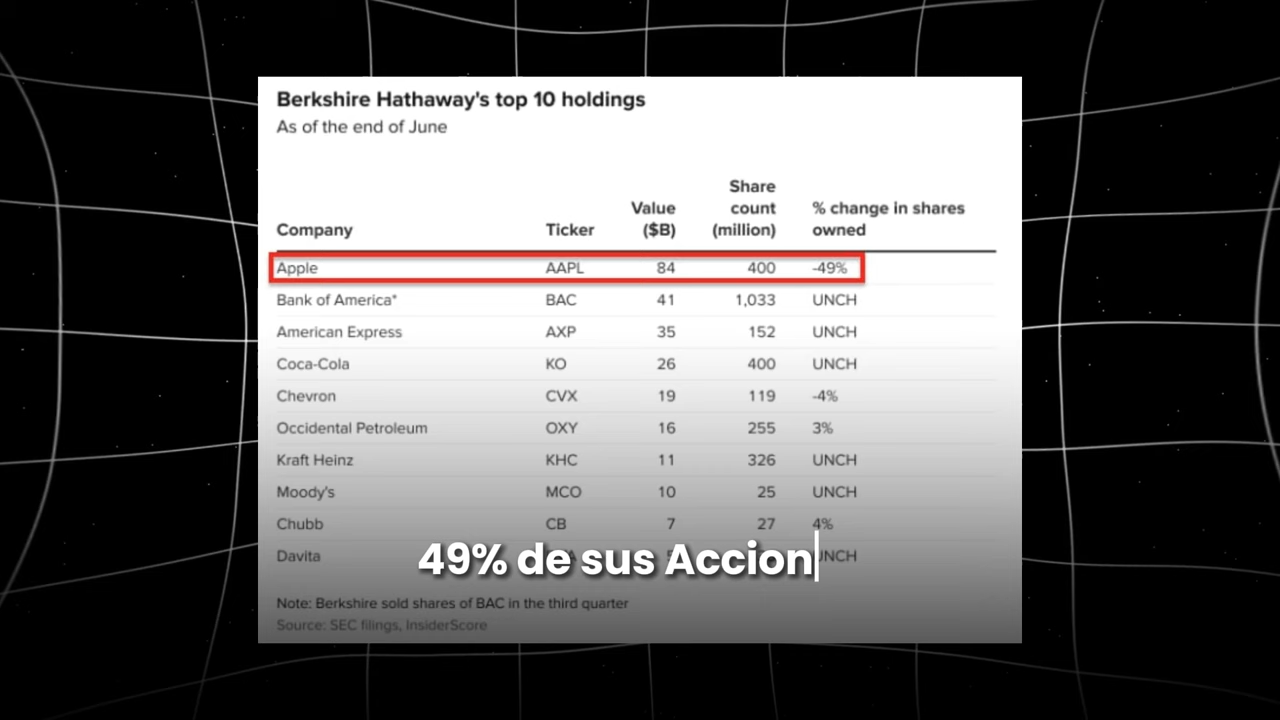 Berkshire Hathaway's top 10 holdings
As of the end of June
Company Ticker Value ($B) Share count (million) % change in shares owned
Apple AAPL 84 400 -49%
Bank of America* BAC 41 1,033 UNCH
American Express AXP 35 152 UNCH
Coca-Cola KO 26 400 UNCH
Chevron CVX 19 119 -4%
Occidental Petroleum OXY 16 255 3%
Kraft Heinz KHC 11 326 UNCH
Moody's MCO 10 25 UNCH
Chubb CB 7 27 4%
Davita
49% de sus Accion
Note: Berkshire sold shares of BAC in the third quarter
Source: SEC filings, InsiderScore